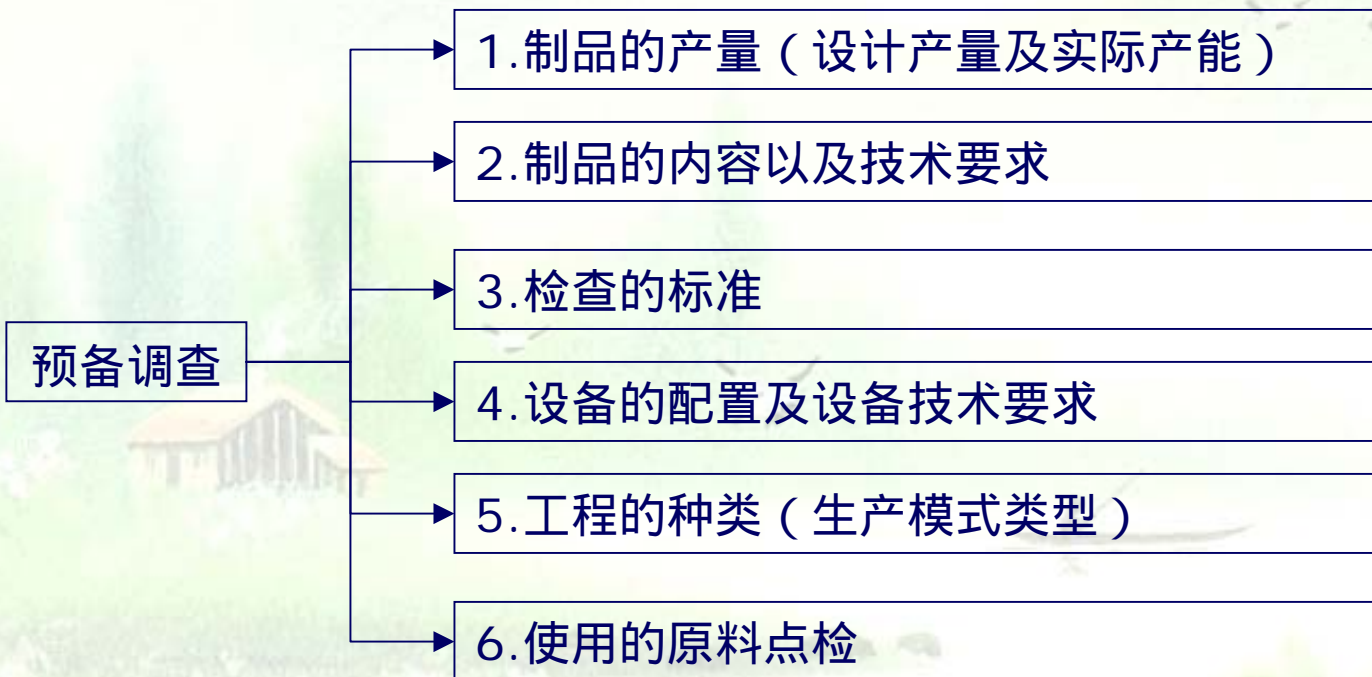 1.制品的产量（设计产量及实际产能）
2.制品的内容以及技术要求
3.检查的标准
预备调查
4.设备的配置及设备技术要求
5.工程的种类（生产模式类型）
6.使用的原料点检